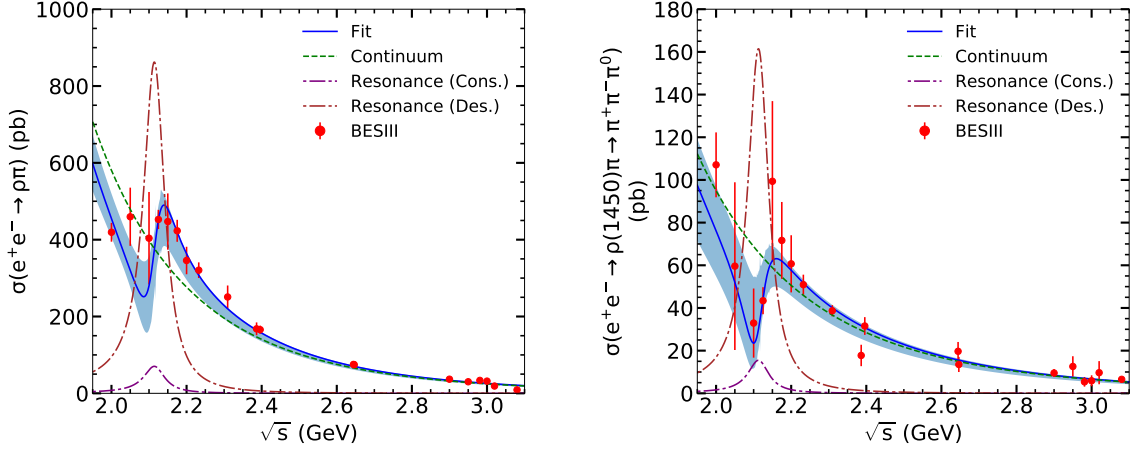 σ(e⁺e⁻ → ρπ) (pb)
1000
800
600
400
200
0
2.0 2.2 2.4 2.6 2.8 3.0
√s (GeV)
Fit
Continuum
Resonance (Cons.)
Resonance (Des.)
BESIII
σ(e⁺e⁻ → ρ(1450)π → π⁺π⁻π⁰)
(pb)
180
160
140
120
100
80
60
40
20
0
2.0 2.2 2.4 2.6 2.8 3.0
√s (GeV)
Fit
Continuum
Resonance (Cons.)
Resonance (Des.)
BESIII